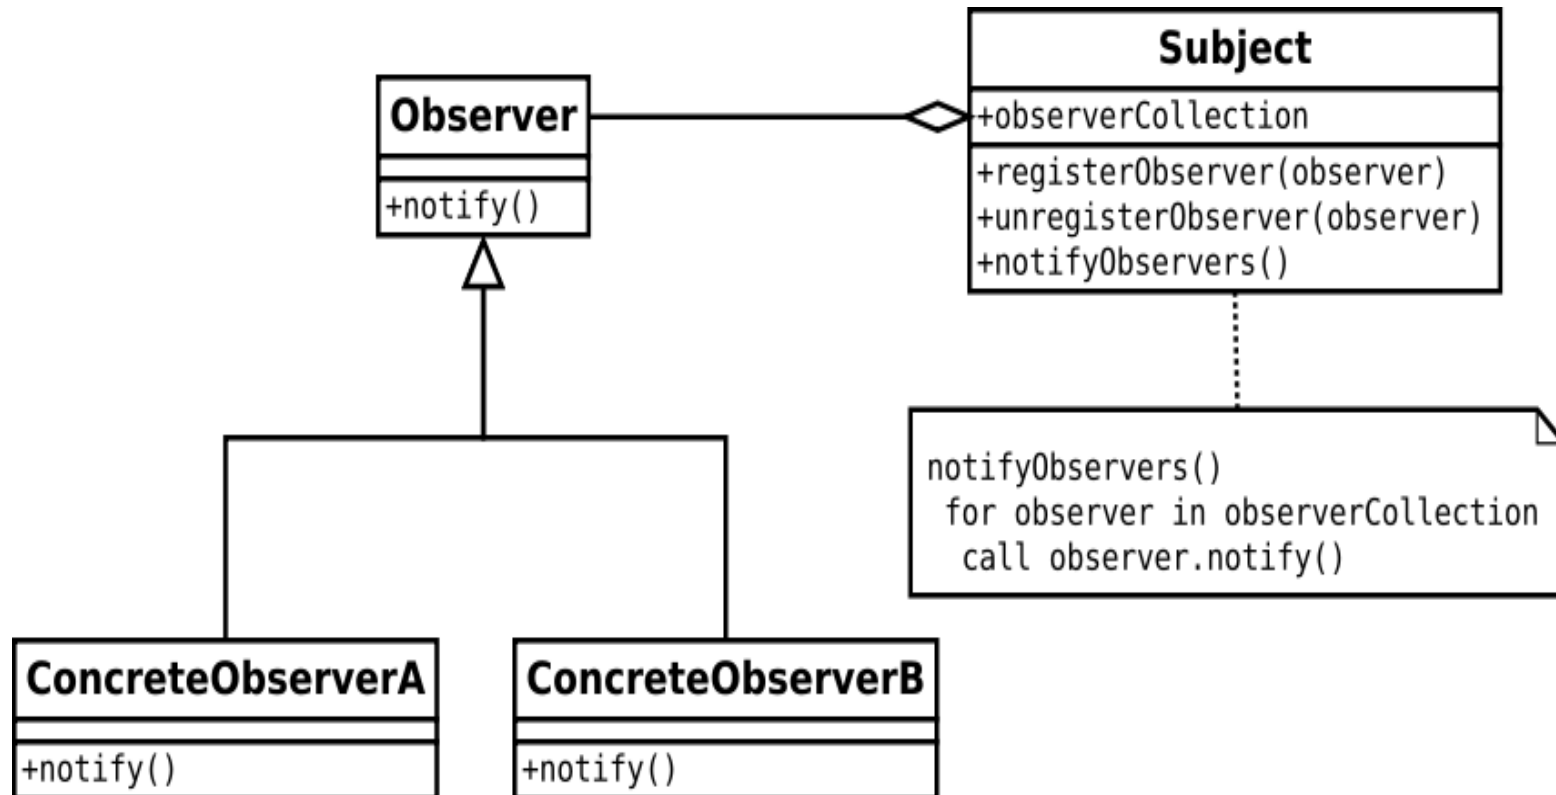 Subject
+observerCollection
+registerObserver(observer)
+unregisterObserver(observer)
+notifyObservers()
Observer
+notify()
notifyObservers()
for observer in observerCollection
call observer.notify()
ConcreteObserverA
+notify()
ConcreteObserverB
+notify()